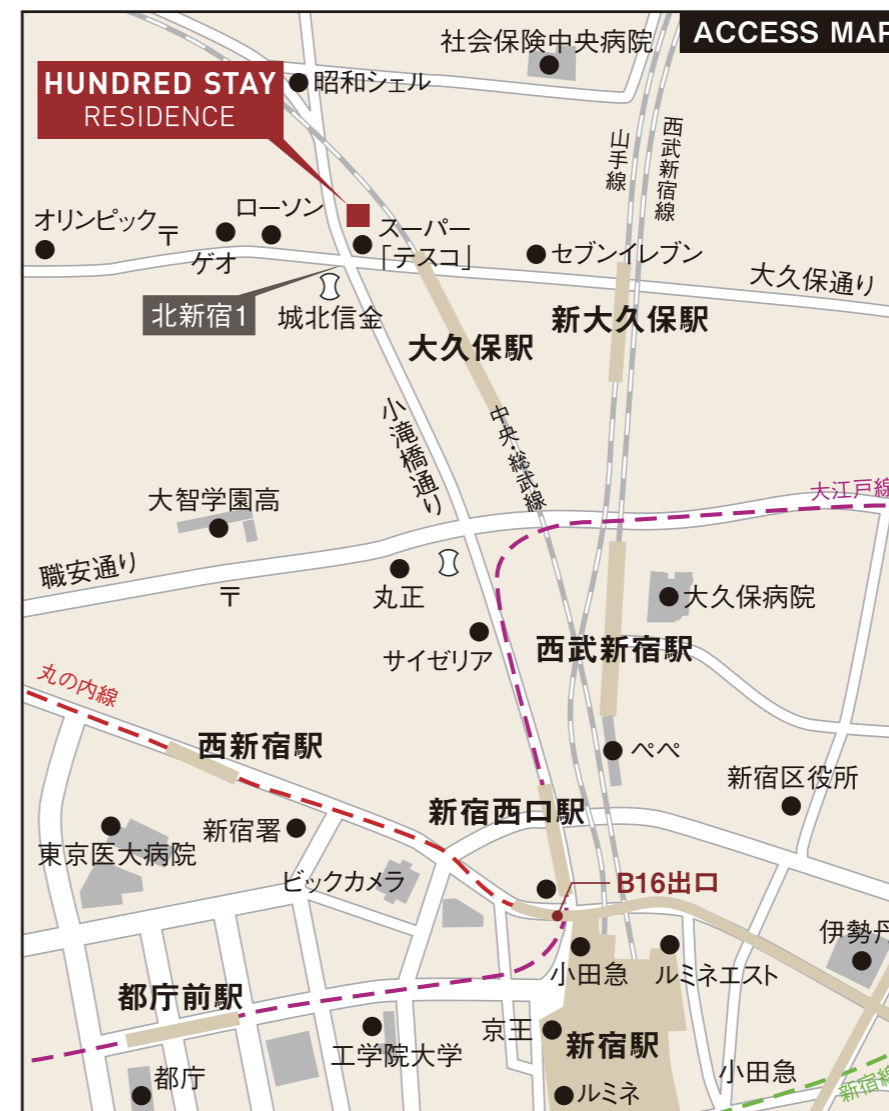 ACCESS MAP
社会保険中央病院
HUNDRED STAY
RESIDENCE
昭和シェル
山手線
西武新宿線
オリンピック
〒
ゲオ
ローソン
スーパー
「テスコ」
セブンイレブン
大久保通り
北新宿1
城北信金
大久保駅
新大久保駅
小滝橋通り
中央・総武線
大智学園高
大江戸線
職安通り
〒
丸正
大久保病院
サイゼリア
西武新宿駅
丸の内線
西新宿駅
ぺぺ
新宿区役所
新宿西口駅
東京医大病院
新宿署
ビックカメラ
B16出口
伊勢丹
小田急
ルミネエスト
都庁前駅
工学院大学
京王
新宿駅
小田急
新宿線
都庁
ルミネ